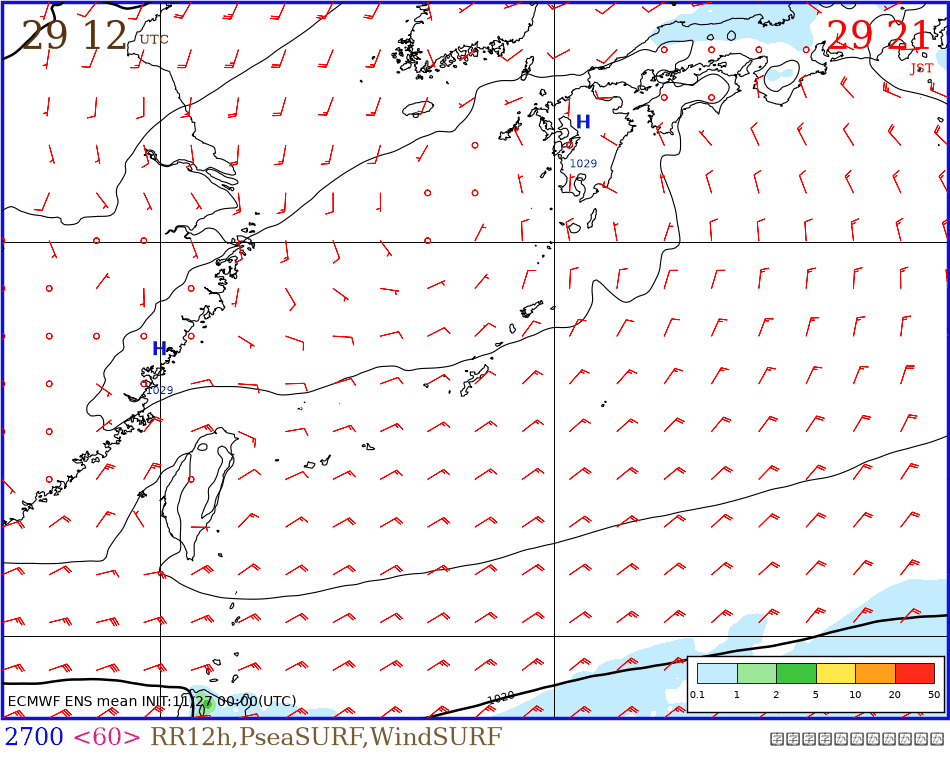 29 12 UTC
29 21
JST
H
1029
H
1029
1029
0.1 1 2 5 10 20 50
ECMWF ENS mean INIT:11/27 00:00(UTC)
2700 <60> RR12h,PseaSURF,WindSURF